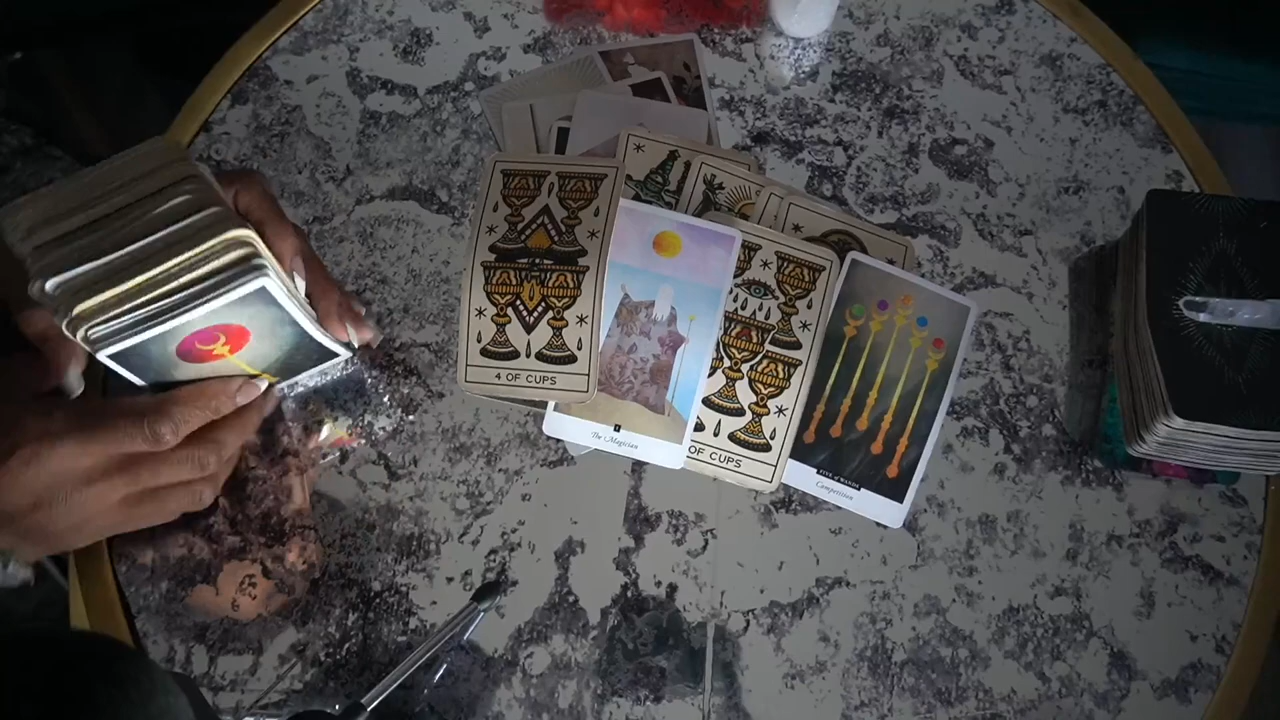 4 OF CUPS
I
The Magician
OF CUPS
FIVE of WANDS
Competition